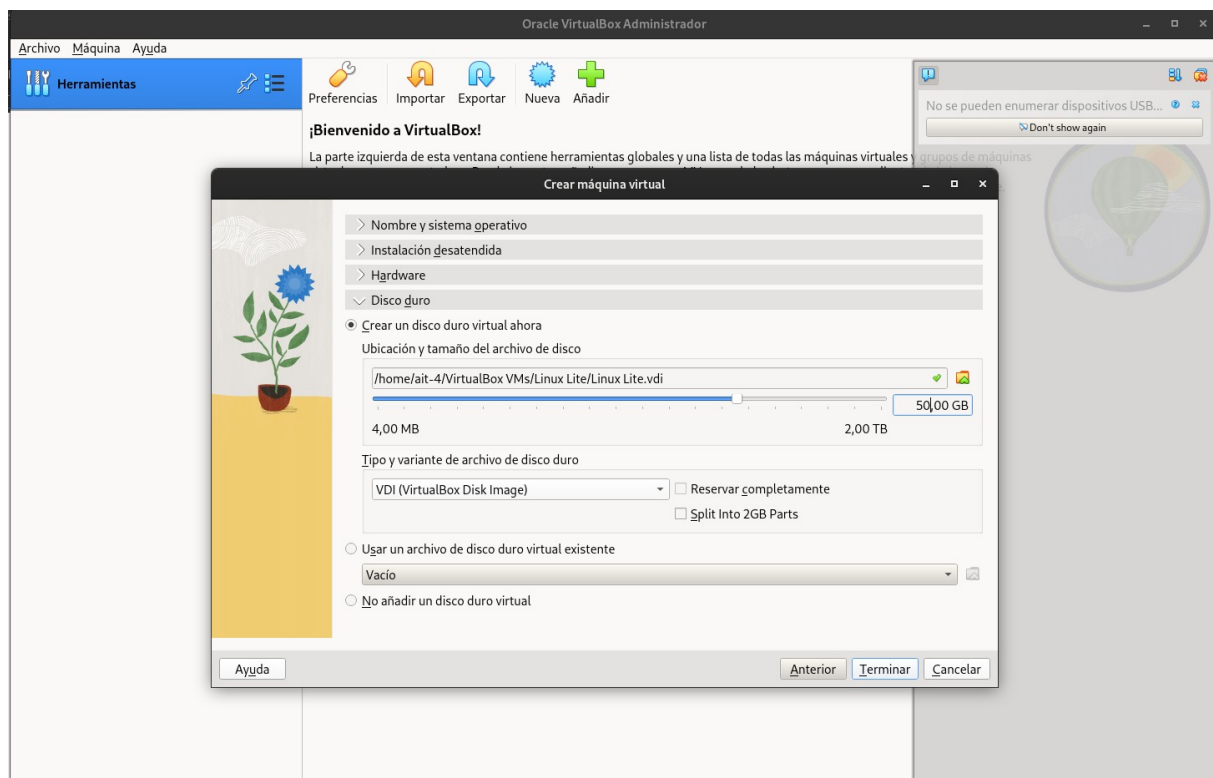 Oracle VirtualBox Administrador
Archivo Máquina Ayuda
Herramientas
Preferencias Importar Exportar Nueva Añadir
No se pueden enumerar dispositivos USB...
Don't show again
¡Bienvenido a VirtualBox!
La parte izquierda de esta ventana contiene herramientas globales y una lista de todas las máquinas virtuales y grupos de máquinas
Crear máquina virtual
Nombre y sistema operativo
Instalación desatendida
Hardware
Disco duro
Crear un disco duro virtual ahora
Ubicación y tamaño del archivo de disco
/home/ait-4/VirtualBox VMs/Linux Lite/Linux Lite.vdi
50,00 GB
4,00 MB 2,00 TB
Tipo y variante de archivo de disco duro
VDI (VirtualBox Disk Image) Reservar completamente
Split Into 2GB Parts
Usar un archivo de disco duro virtual existente
Vacío
No añadir un disco duro virtual
Ayuda Anterior Terminar Cancelar